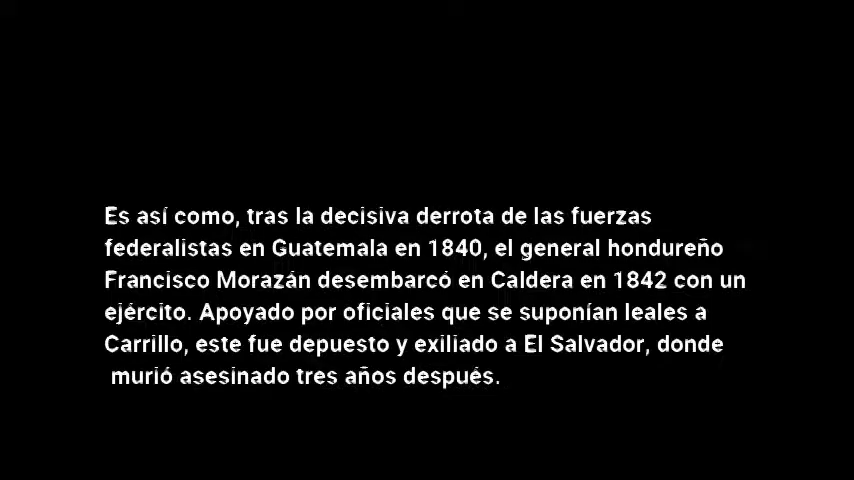 Es así como, tras la decisiva derrota de las fuerzas
federalistas en Guatemala en 1840, el general hondureño
Francisco Morazán desembarcó en Caldera en 1842 con un
ejército. Apoyado por oficiales que se suponían leales a
Carrillo, este fue depuesto y exiliado a El Salvador, donde
murió asesinado tres años después.